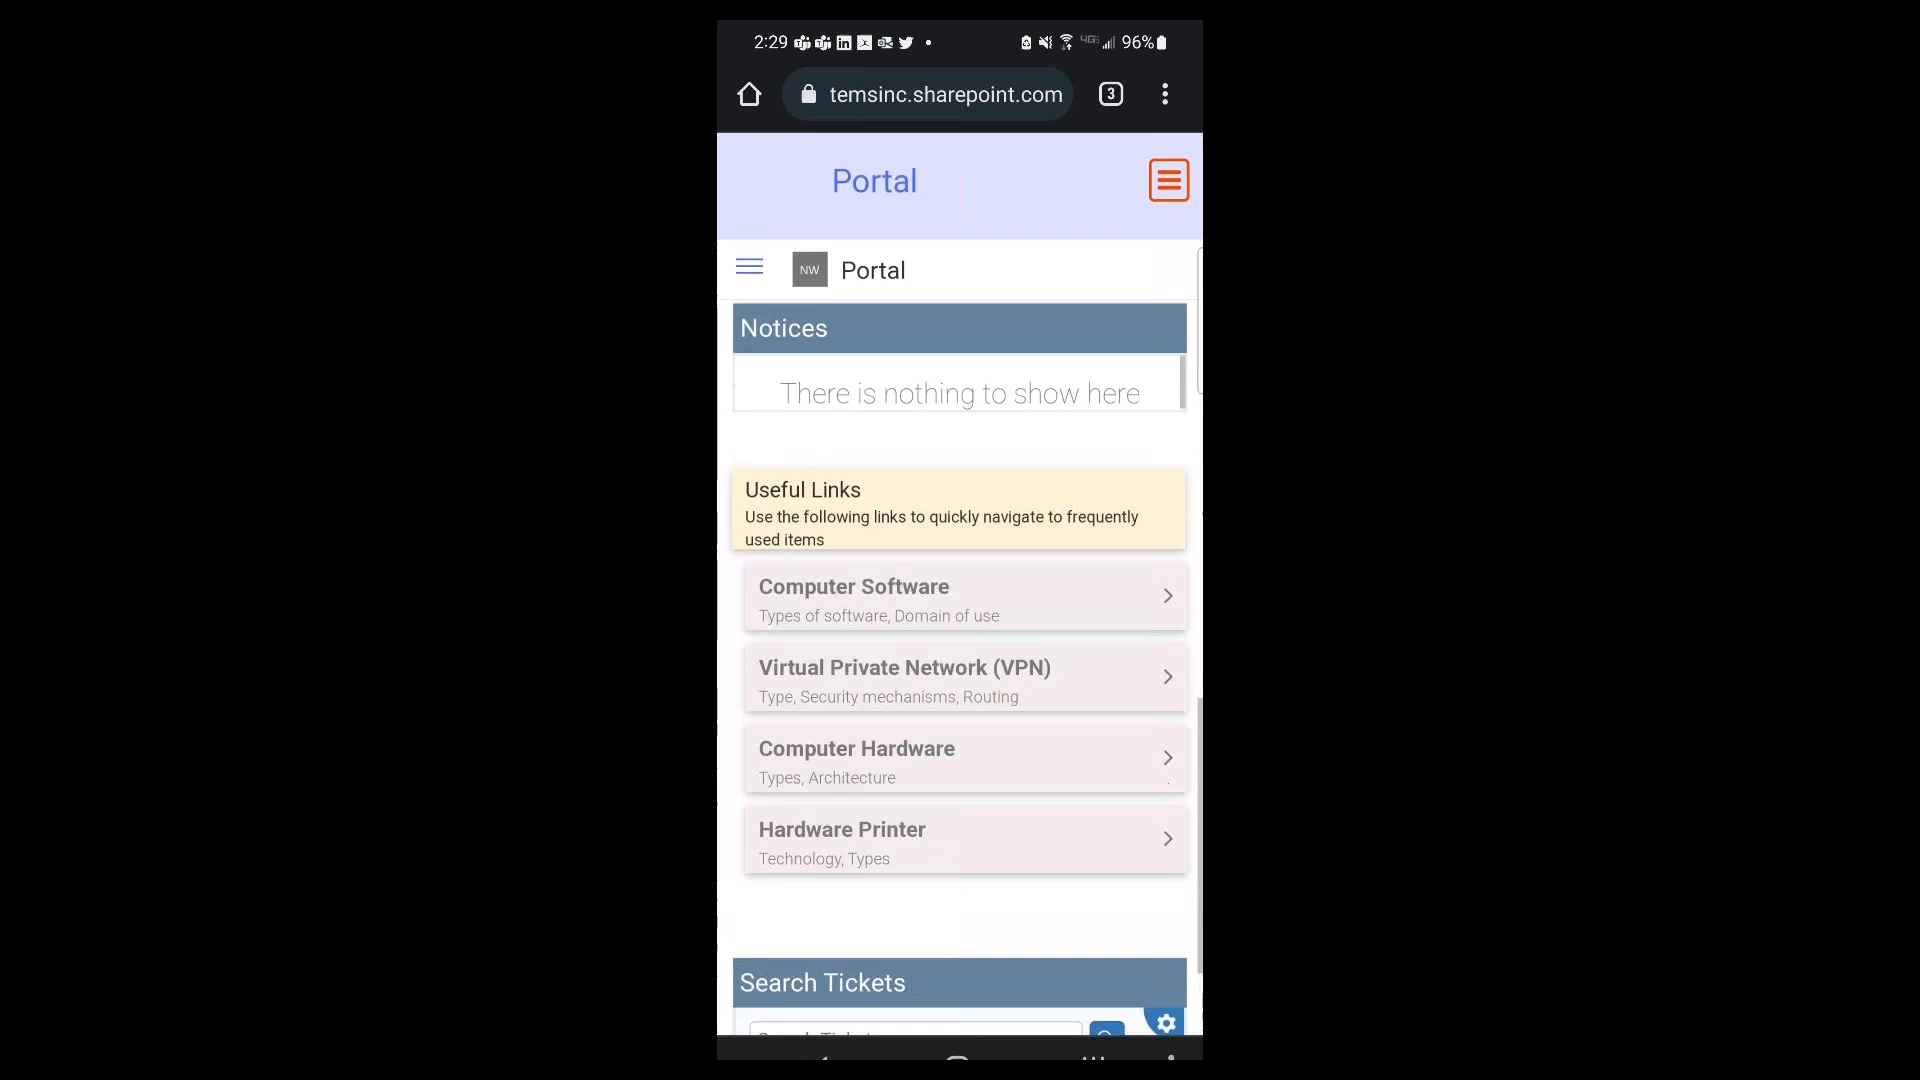 2:29 4G 96%
temsinc.sharepoint.com 3
Portal
NW Portal
Notices
There is nothing to show here
Useful Links
Use the following links to quickly navigate to frequently
used items
Computer Software
Types of software, Domain of use
Virtual Private Network (VPN)
Type, Security mechanisms, Routing
Computer Hardware
Types, Architecture
Hardware Printer
Technology, Types
Search Tickets